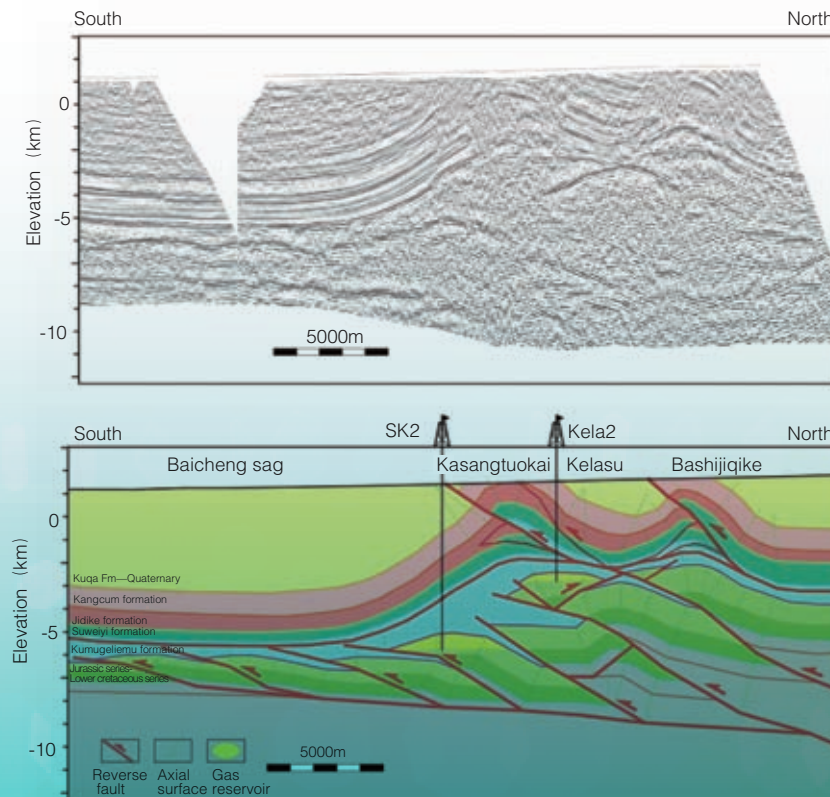 South North
0
-5
-10
Elevation (km)
5000m
South SK2 Kela2 North
Baicheng sag Kasangtuokai Kelasu Bashijiqike
0
-5
-10
Elevation (km)
Kuqa Fm—Quaternary
Kangcum formation
Jidike formation
Suweiyi formation
Kumugeliemu formation
Jurassic series-
Lower cretaceous series
5000m
Reverse Axial Gas
fault surface reservoir